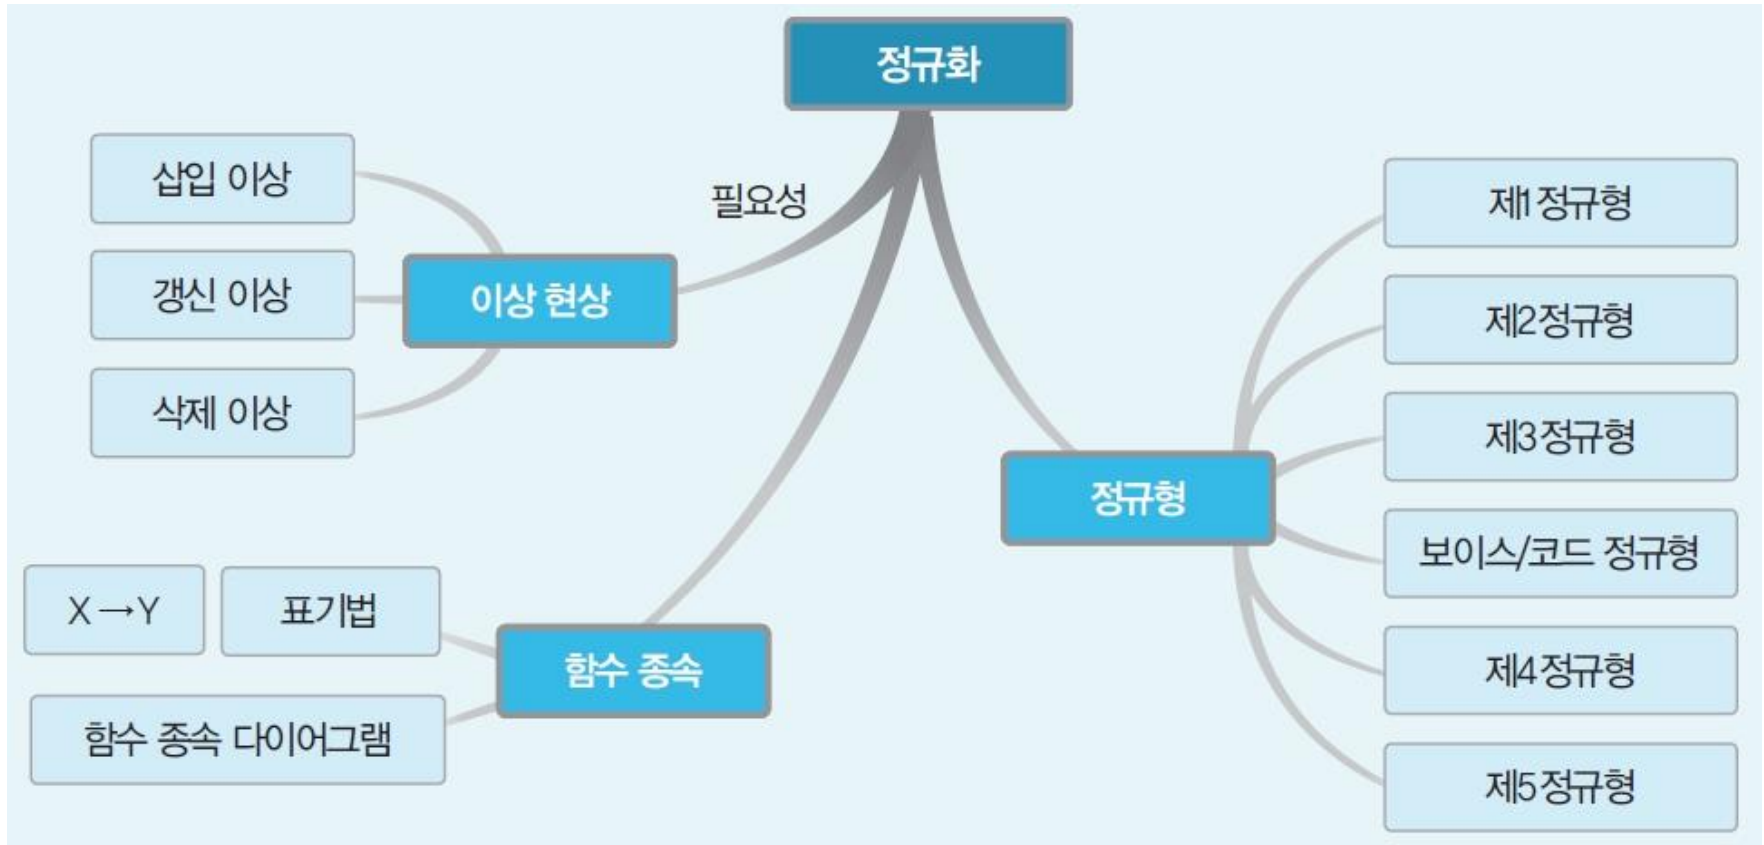 정규화
필요성
이상 현상
삽입 이상
갱신 이상
삭제 이상
함수 종속
X → Y
표기법
함수 종속 다이어그램
정규형
제1정규형
제2정규형
제3정규형
보이스/코드 정규형
제4정규형
제5정규형